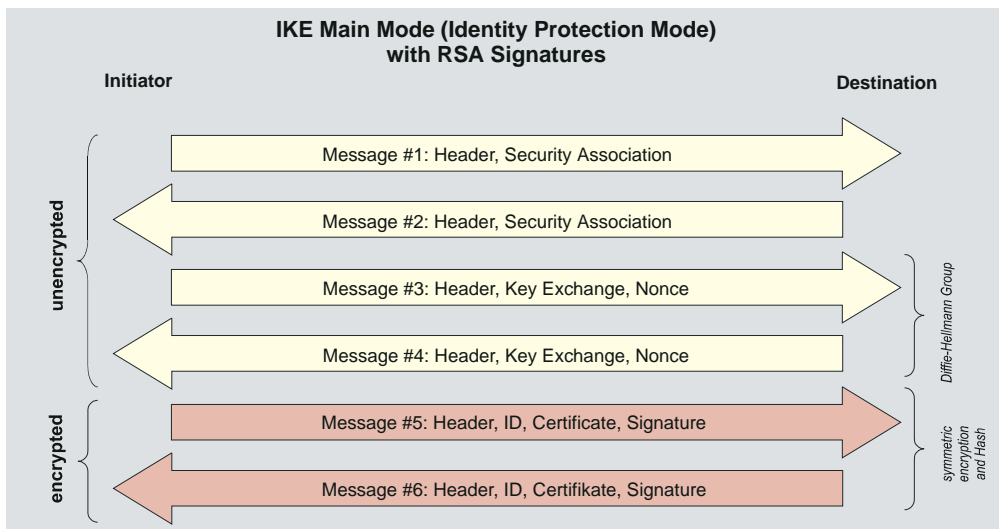 IKE Main Mode (Identity Protection Mode)
with RSA Signatures
Initiator
Destination
unencrypted
Message #1: Header, Security Association
Message #2: Header, Security Association
Message #3: Header, Key Exchange, Nonce
Message #4: Header, Key Exchange, Nonce
Diffie-Hellmann Group
encrypted
Message #5: Header, ID, Certificate, Signature
Message #6: Header, ID, Certifikate, Signature
symmetric
encryption
and Hash